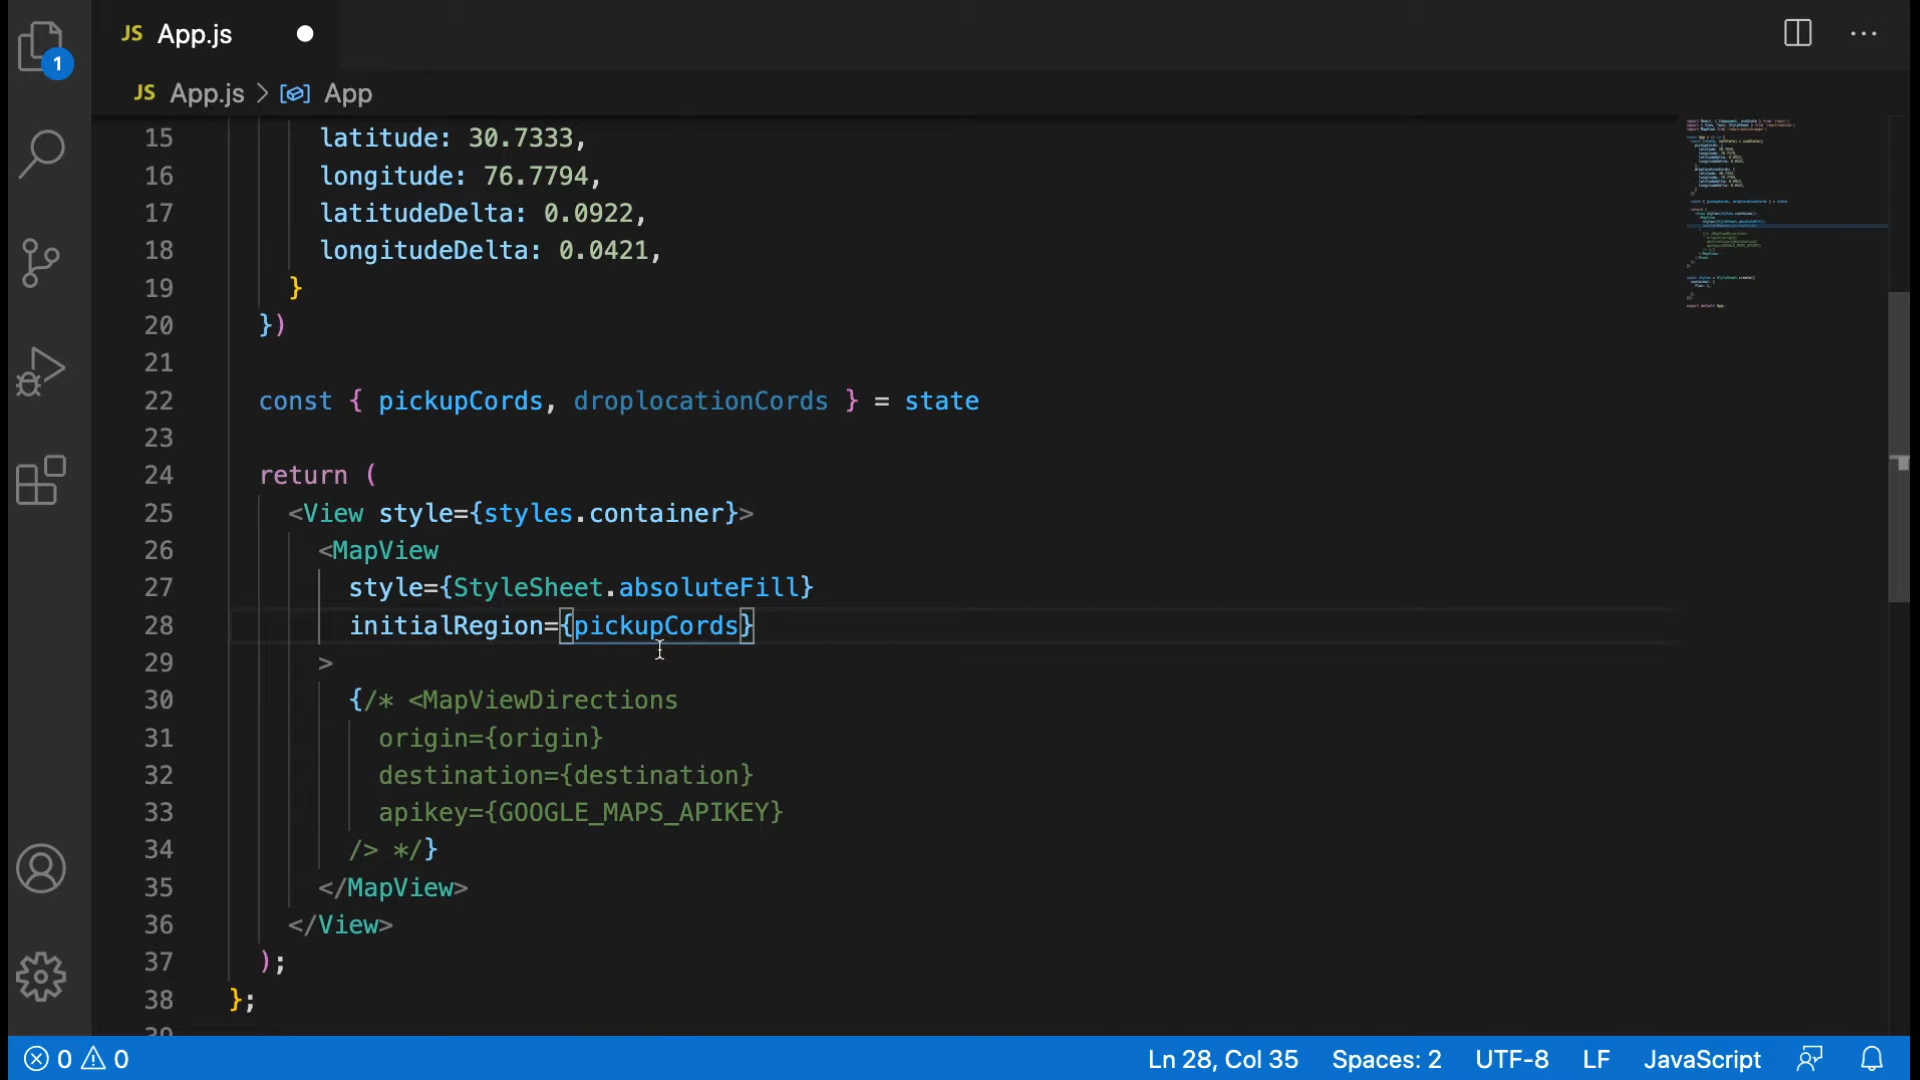 JS App.js
1
JS App.js > App
15 latitude: 30.7333,
16 longitude: 76.7794,
17 latitudeDelta: 0.0922,
18 longitudeDelta: 0.0421,
19 }
20 })
21
22 const { pickupCords, droplocationCords } = state
23
24 return (
25 <View style={styles.container}>
26 <MapView
27 style={StyleSheet.absoluteFill}
28 initialRegion={pickupCords}
29 >
30 {/* <MapViewDirections
31 origin={origin}
32 destination={destination}
33 apikey={GOOGLE_MAPS_APIKEY}
34 /> */}
35 </MapView>
36 </View>
37 );
38 };
39
0 0 Ln 28, Col 35 Spaces: 2 UTF-8 LF JavaScript